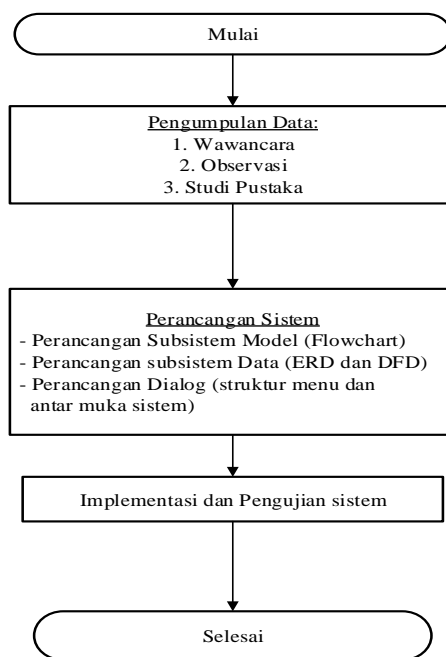 Mulai
Pengumpulan Data:
1. Wawancara
2. Observasi
3. Studi Pustaka
Perancangan Sistem
- Perancangan Subsistem Model (Flowchart)
- Perancangan subsistem Data (ERD dan DFD)
- Perancangan Dialog (struktur menu dan
antar muka sistem)
Implementasi dan Pengujian sistem
Selesai